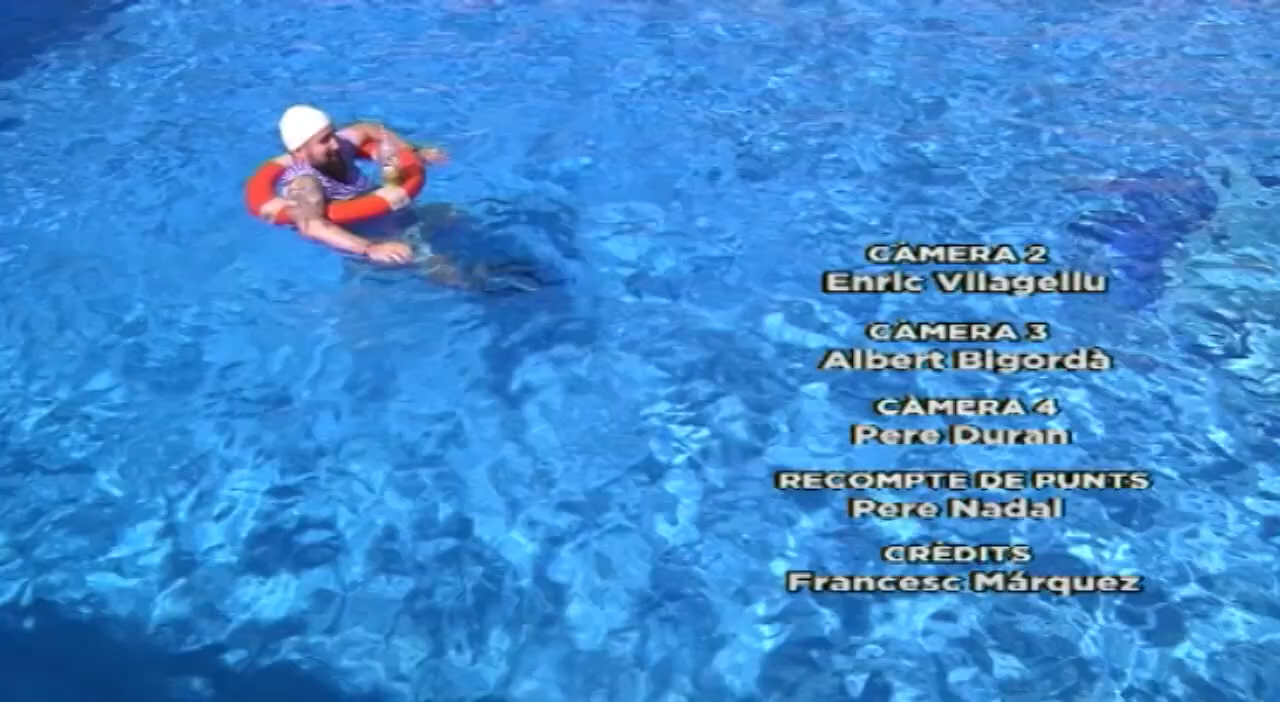 CÀMERA 2
Enric Vilageliu
CÀMERA 3
Albert Bigordà
CÀMERA 4
Pere Duran
RECOMPTE DE PUNTS
Pere Nadal
CRÈDITS
Francesc Márquez